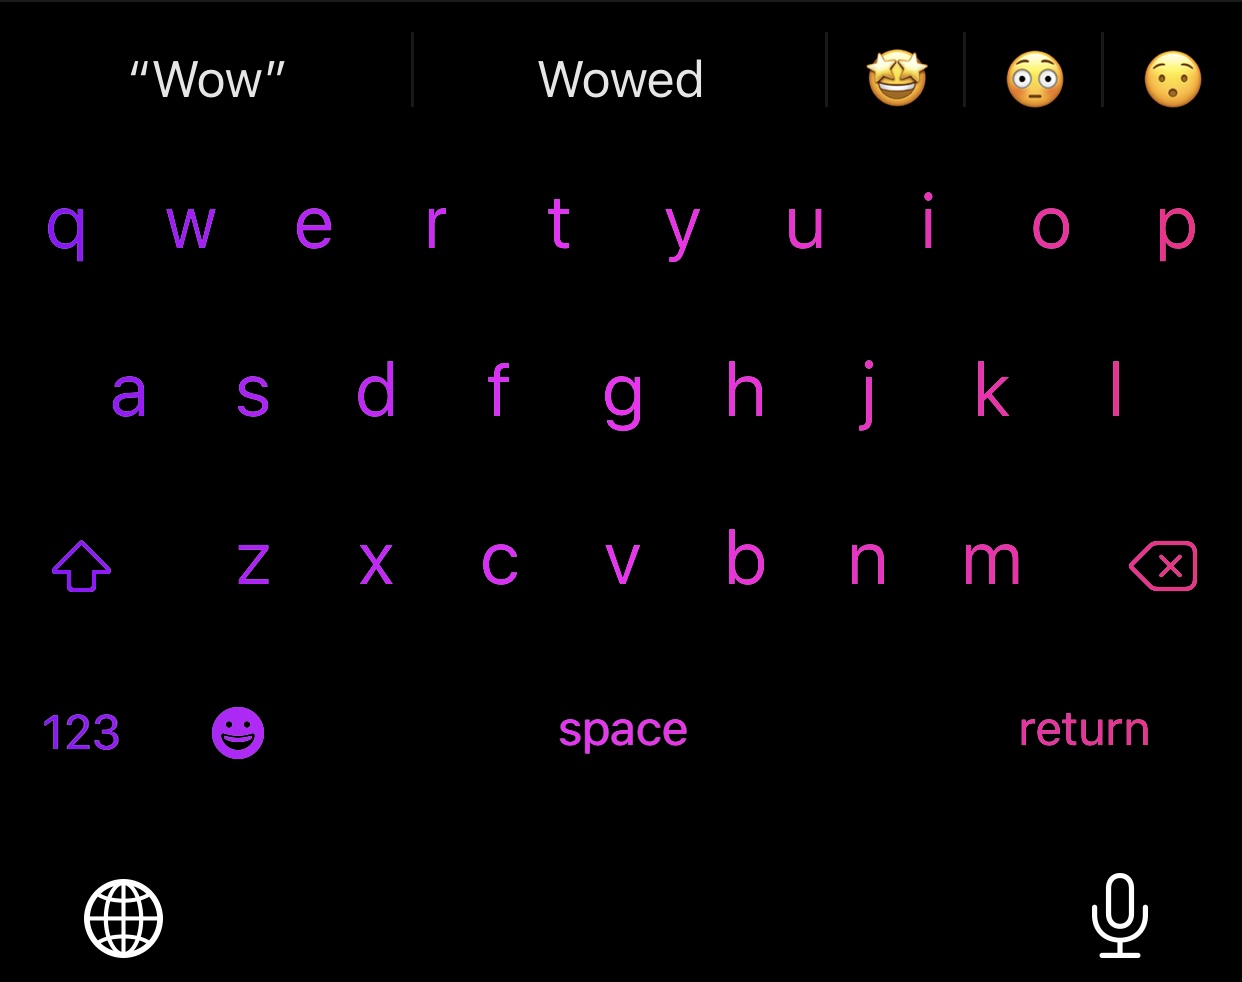 “Wow” Wowed 🤩 😳 😯
q w e r t y u i o p
a s d f g h j k l
z x c v b n m
123 space return